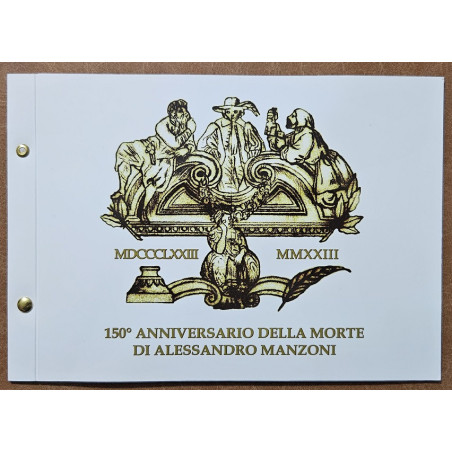 MDCCCLXXIII MMXXIII
150° ANNIVERSARIO DELLA MORTE
DI ALESSANDRO MANZONI